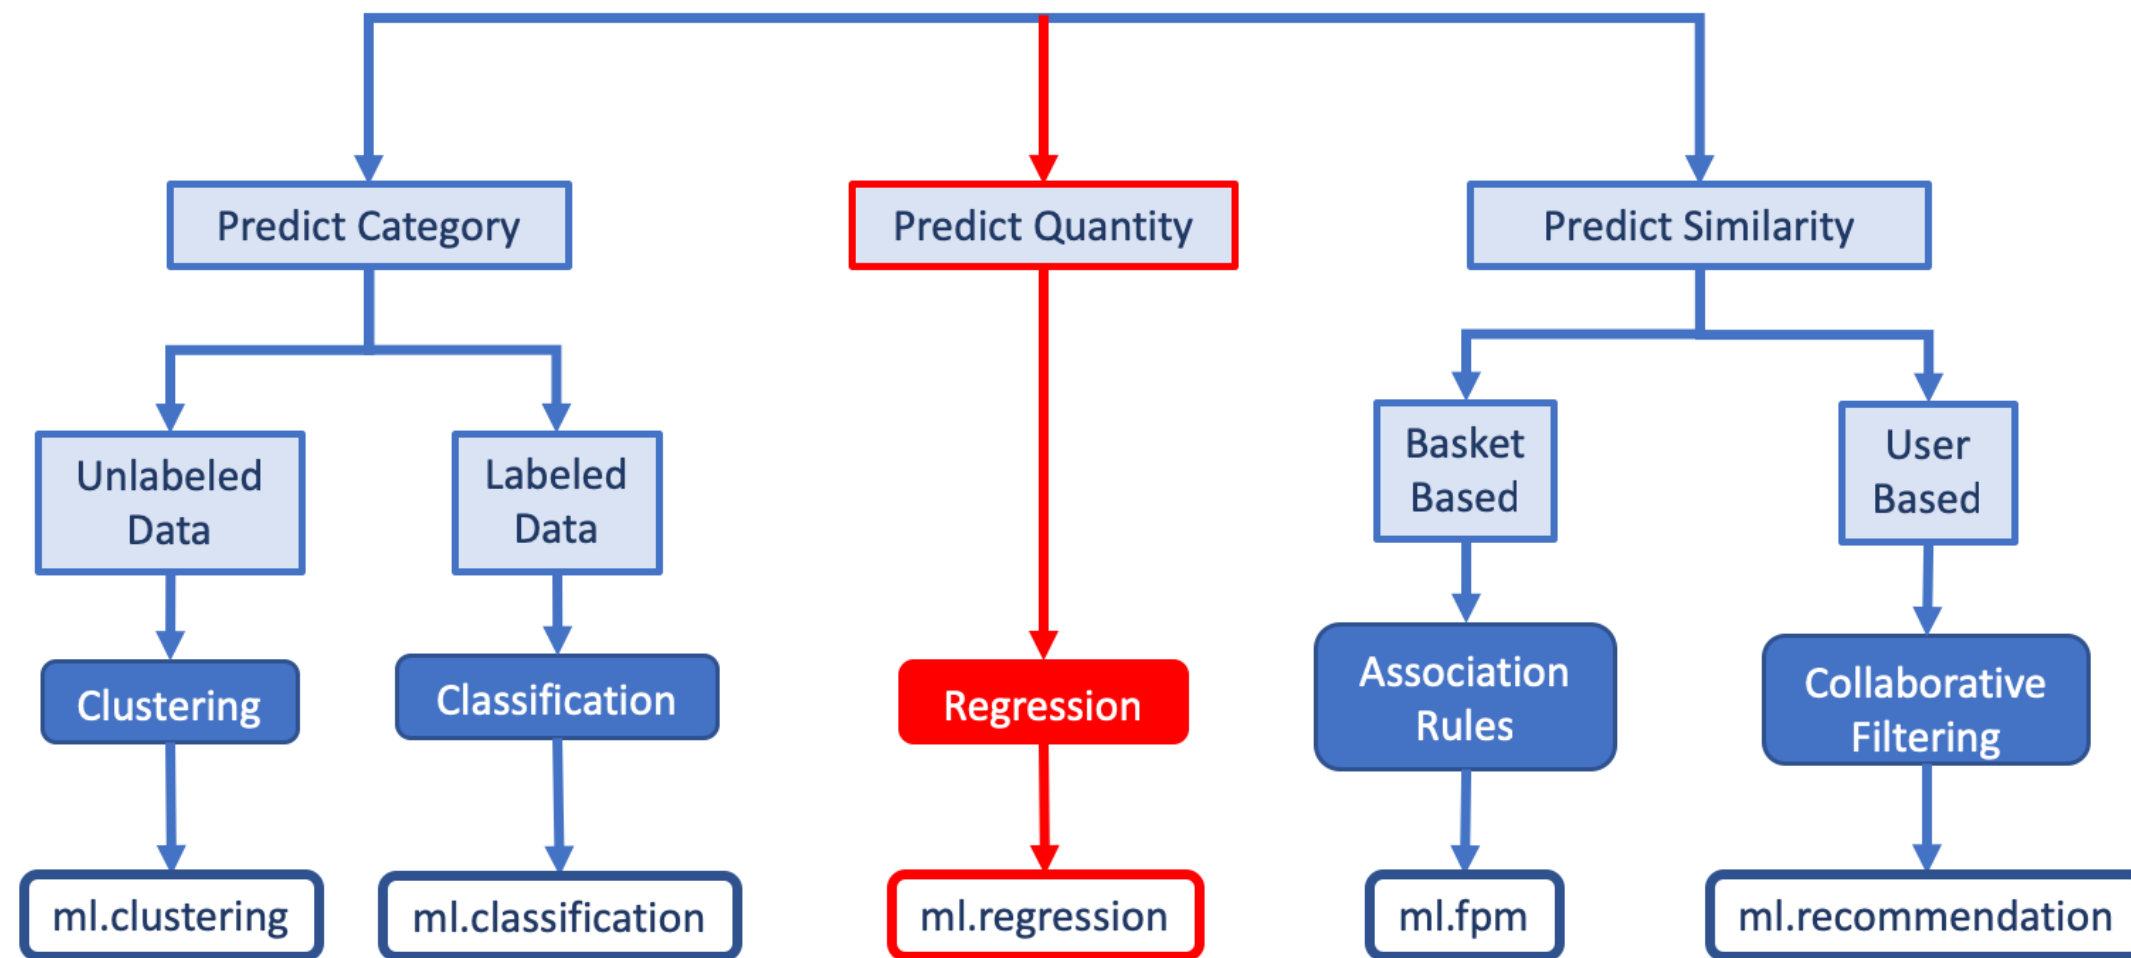 Predict Category
Predict Quantity
Predict Similarity
Unlabeled
Data
Labeled
Data
Basket
Based
User
Based
Clustering
Classification
Regression
Association
Rules
Collaborative
Filtering
ml.clustering
ml.classification
ml.regression
ml.fpm
ml.recommendation